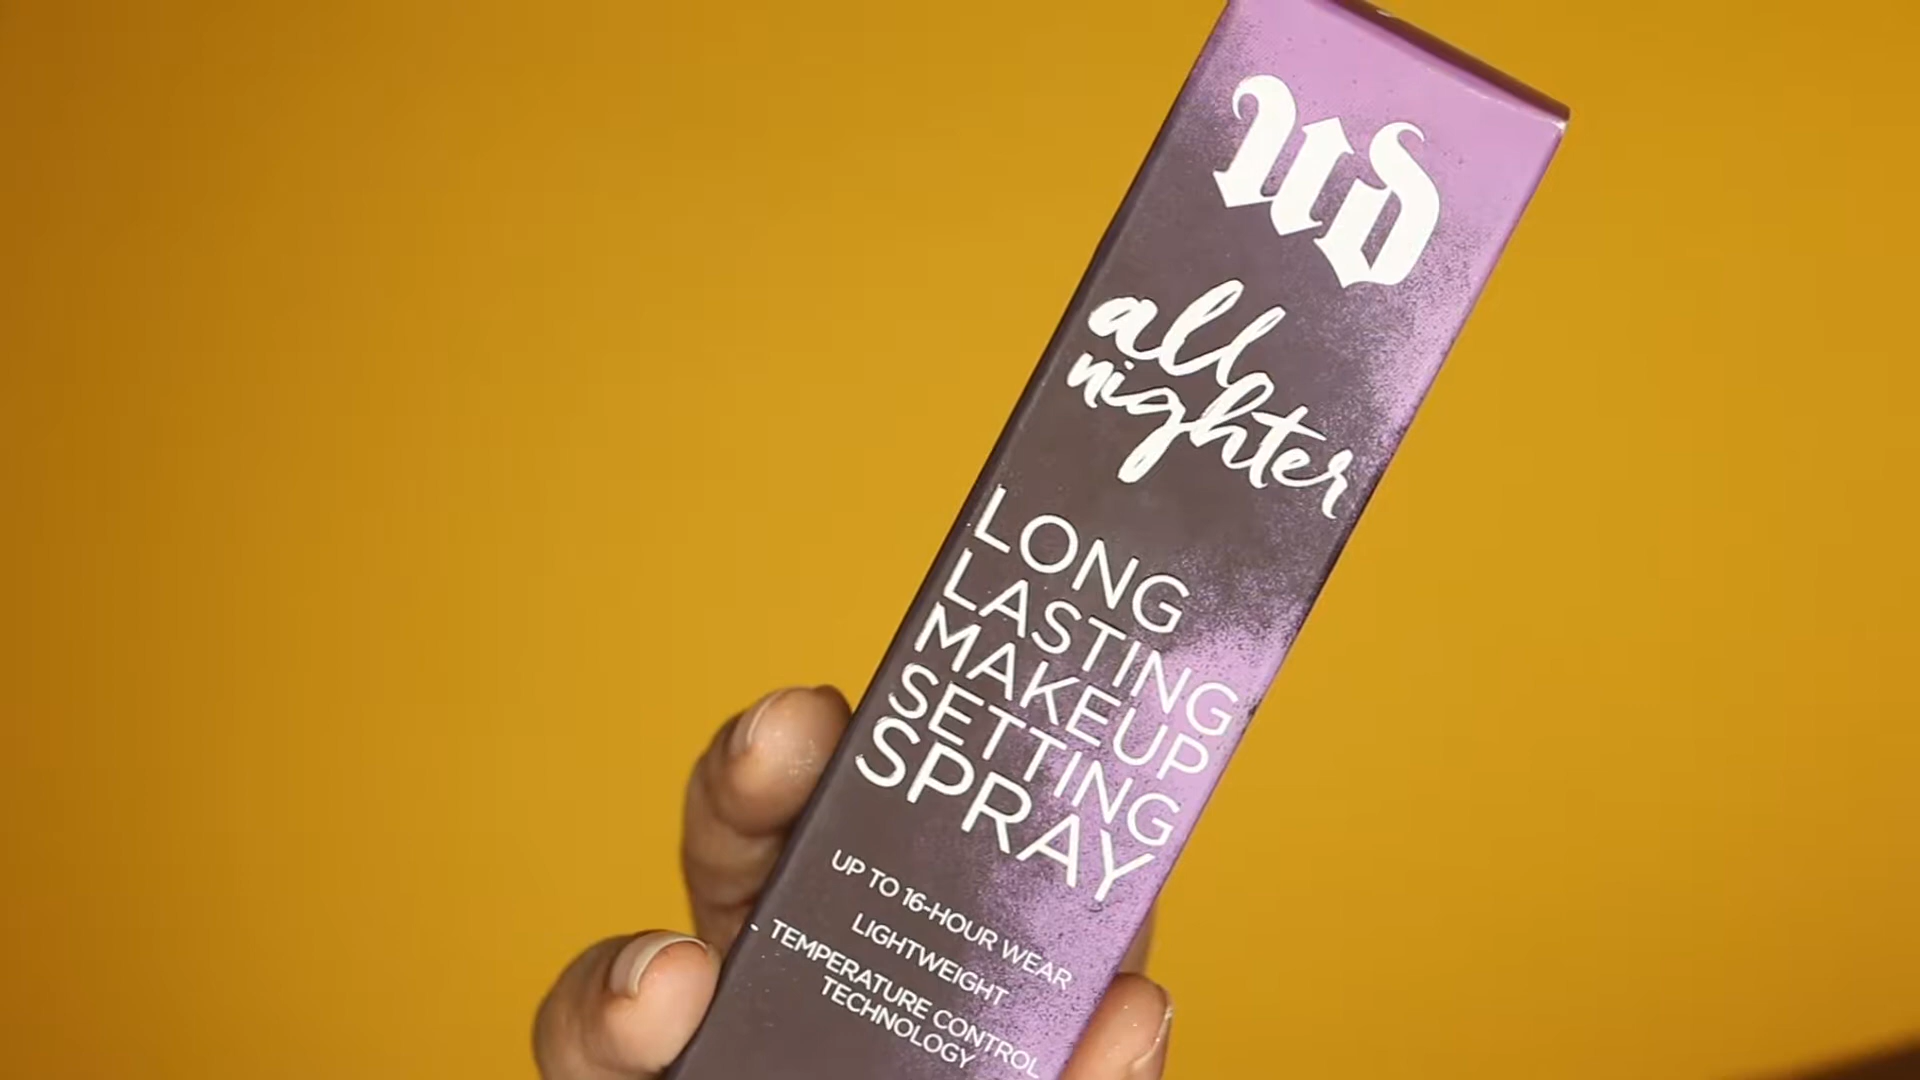 UD
all
nighter
LONG
LASTING
MAKEUP
SETTING
SPRAY
UP TO 16-HOUR WEAR
LIGHTWEIGHT
TEMPERATURE CONTROL
TECHNOLOGY